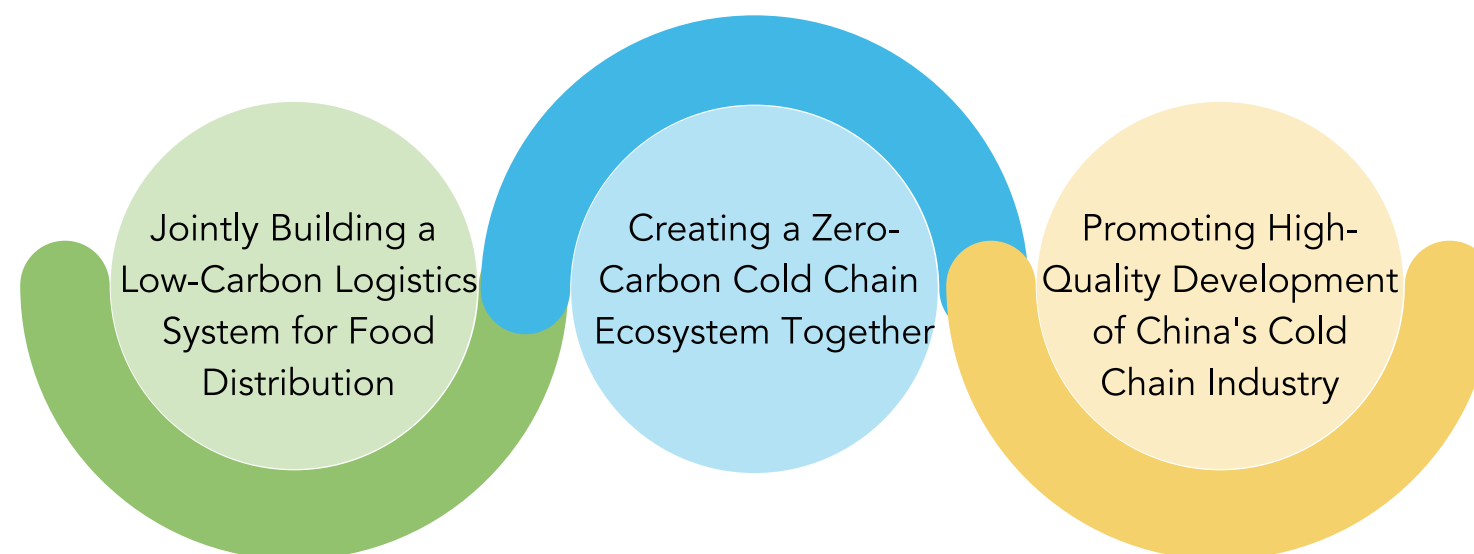 Jointly Building a
Low-Carbon Logistics
System for Food
Distribution
Creating a Zero-
Carbon Cold Chain
Ecosystem Together
Promoting High-
Quality Development
of China's Cold
Chain Industry